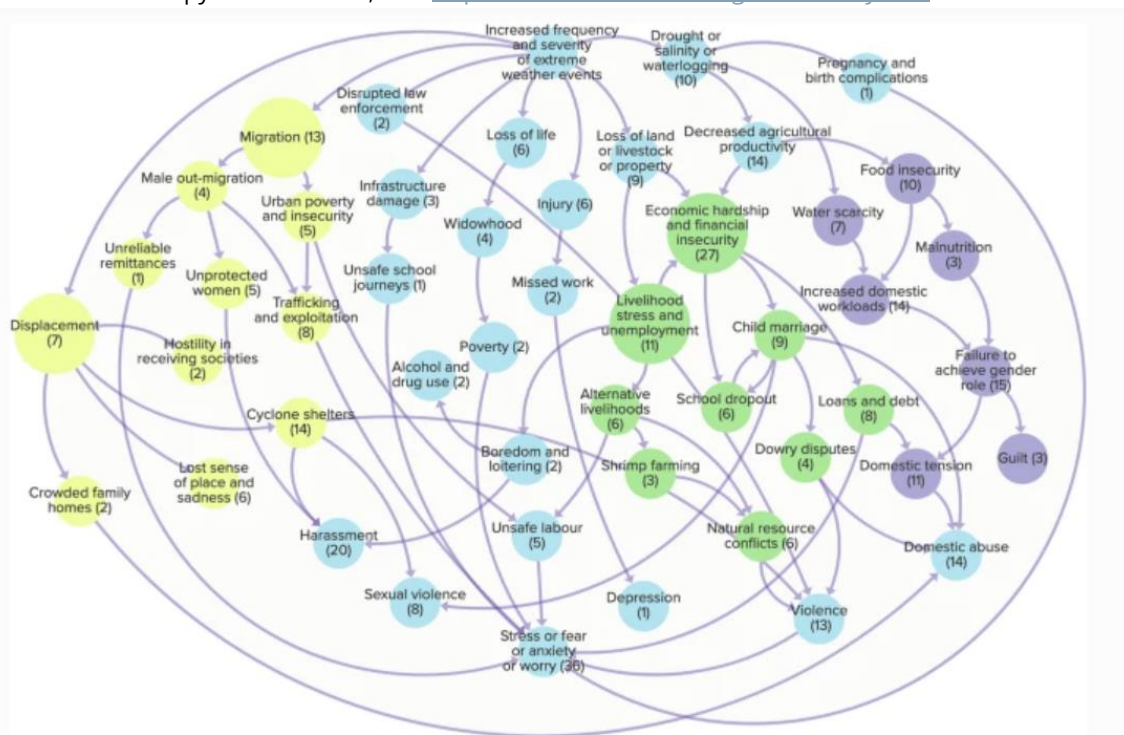 Increased frequency
and severity
of extreme
weather events
Drought or
salinity or
waterlogging
(10)
Pregnancy and
birth complications
(1)
Disrupted law
enforcement
(2)
Migration (13)
Loss of life
(6)
Loss of land
or livestock
or property
(9)
Decreased agricultural
productivity
(14)
Food insecurity
(10)
Male out-migration
(4)
Urban poverty
and insecurity
(5)
Infrastructure
damage (3)
Widowhood
(4)
Injury (6)
Economic hardship
and financial
insecurity
(27)
Water scarcity
(7)
Malnutrition
(3)
Unreliable
remittances
(1)
Unprotected
women (5)
Trafficking
and exploitation
(8)
Unsafe school
journeys (1)
Missed work
(2)
Livelihood
stress and
unemployment
(11)
Increased domestic
workloads (14)
Child marriage
(9)
Displacement
(7)
Hostility in
receiving societies
(2)
Poverty (2)
Alcohol and
drug use (2)
Failure to
achieve gender
role (15)
Cyclone shelters
(14)
Alternative
livelihoods
(6)
School dropout
(6)
Loans and debt
(8)
Crowded family
homes (2)
Lost sense
of place and
sadness (6)
Boredom and
loitering (2)
Shrimp farming
(3)
Dowry disputes
(4)
Domestic tension
(11)
Guilt (3)
Harassment
(20)
Unsafe labour
(5)
Natural resource
conflicts (6)
Domestic abuse
(14)
Sexual violence
(8)
Depression
(1)
Violence
(13)
Stress or fear
or anxiety
or worry (36)